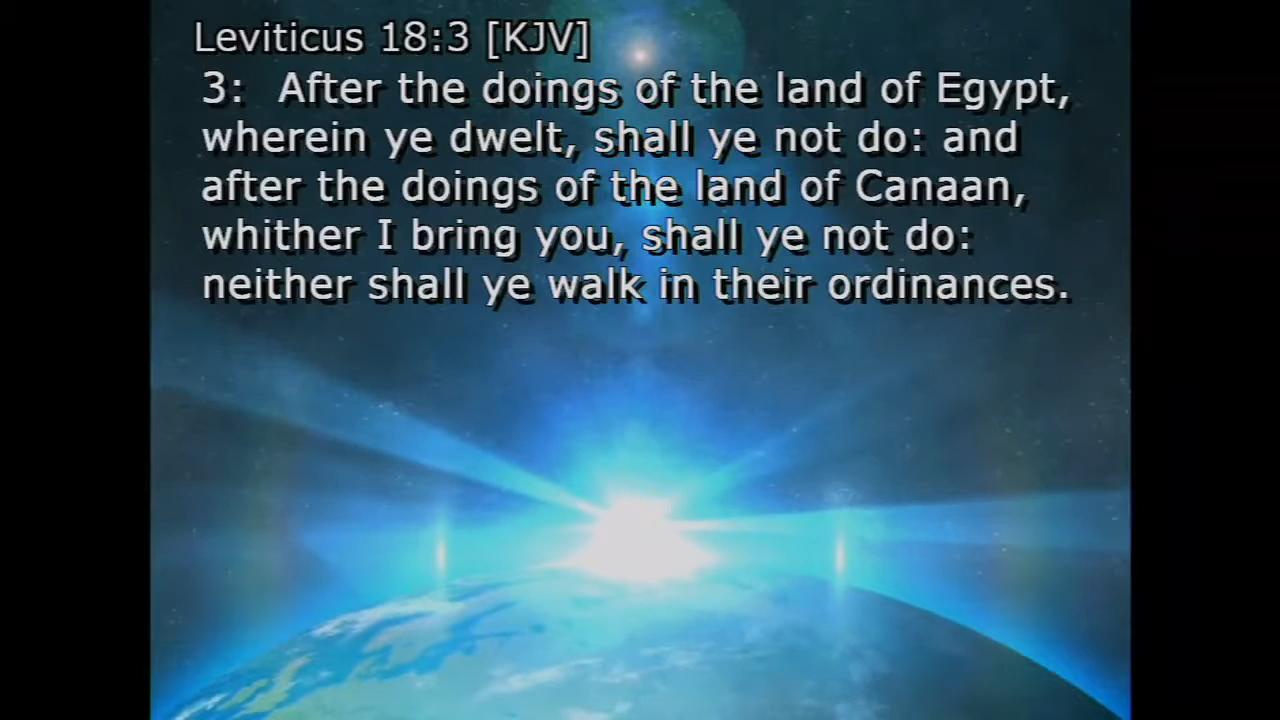 Leviticus 18:3 [KJV]
3: After the doings of the land of Egypt,
wherein ye dwelt, shall ye not do: and
after the doings of the land of Canaan,
whither I bring you, shall ye not do:
neither shall ye walk in their ordinances.